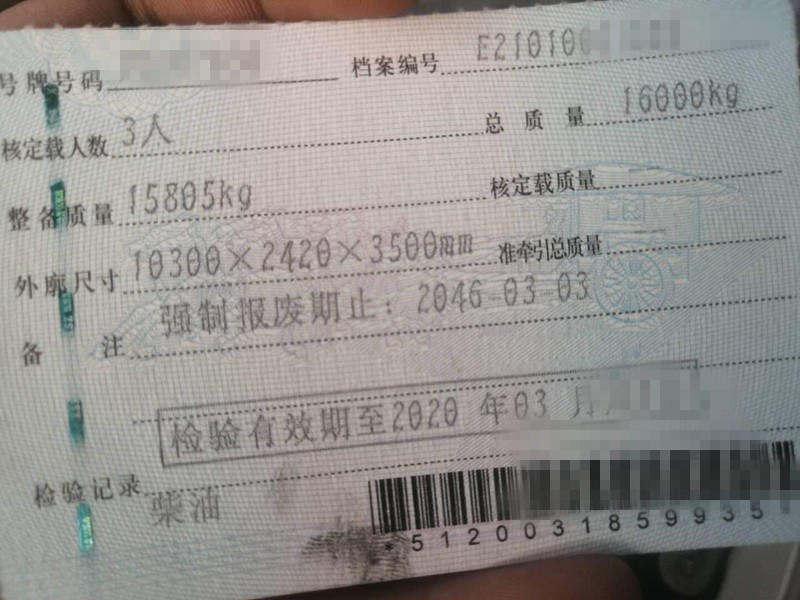 号牌号码 档案编号 E210100
核定载人数 3人 总质量 16000kg
整备质量 15805kg 核定载质量
外廓尺寸 10300×2420×3500mm 准牵引总质量
备注 强制报废期止：2046-03-03
检验有效期至2020年03月
检验记录
柴油
*5120031859935